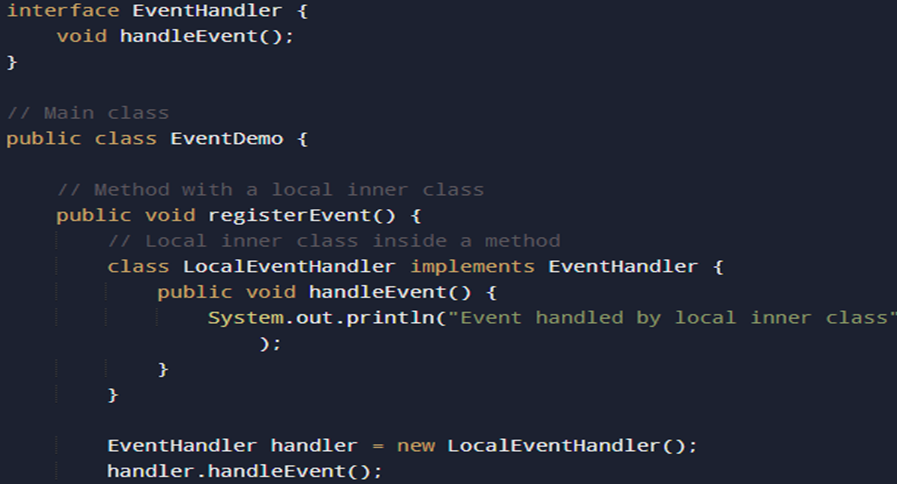 interface EventHandler {
    void handleEvent();
}

// Main class
public class EventDemo {

    // Method with a local inner class
    public void registerEvent() {
        // Local inner class inside a method
        class LocalEventHandler implements EventHandler {
            public void handleEvent() {
                System.out.println("Event handled by local inner class"
                    );
            }
        }

        EventHandler handler = new LocalEventHandler();
        handler.handleEvent();